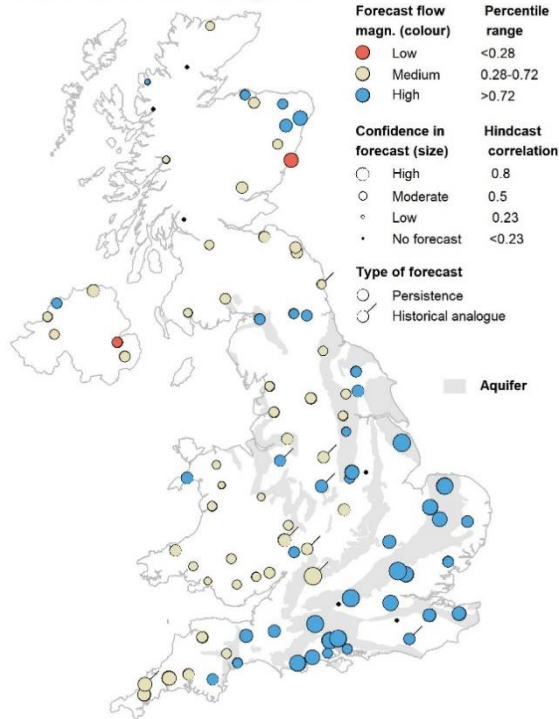 Forecast flow Percentile
magn. (colour) range
Low <0.28
Medium 0.28-0.72
High >0.72
Confidence in Hindcast
forecast (size) correlation
High 0.8
Moderate 0.5
Low 0.23
No forecast <0.23
Type of forecast
Persistence
Historical analogue
Aquifer